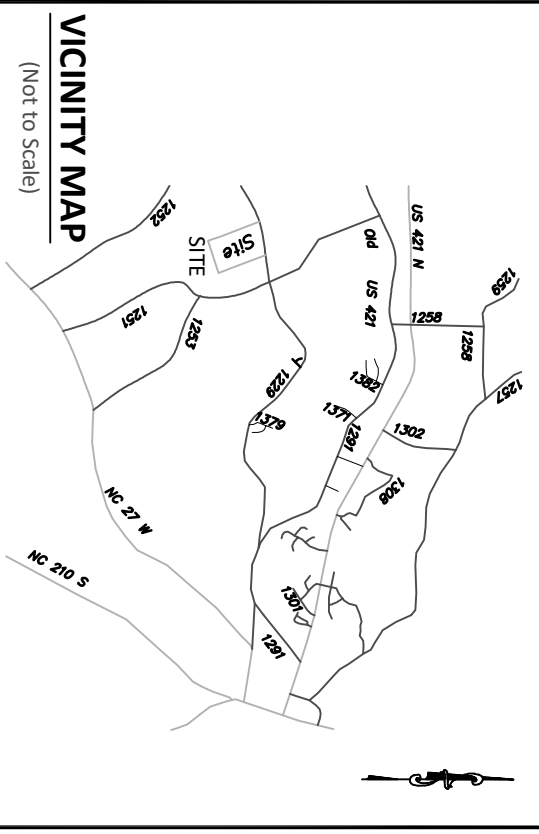 VICINITY MAP
(Not to Scale)
US 421 N
Old US 421
1259
1258
1258
1257
1252
Site
SITE
1251
1253
1229
1379
1382
1371
1291
1302
1308
1301
1291
NC 27 W
NC 210 S